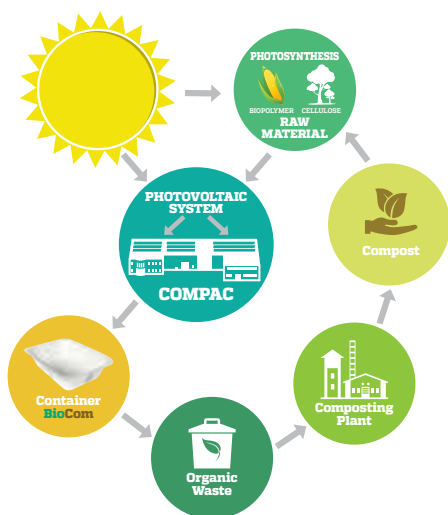 PHOTOSYNTHESIS
BIOPOLYMER CELLULOSE
RAW
MATERIAL
PHOTOVOLTAIC
SYSTEM
COMPAC
Compost
Container
BioCom
Composting
Plant
Organic
Waste